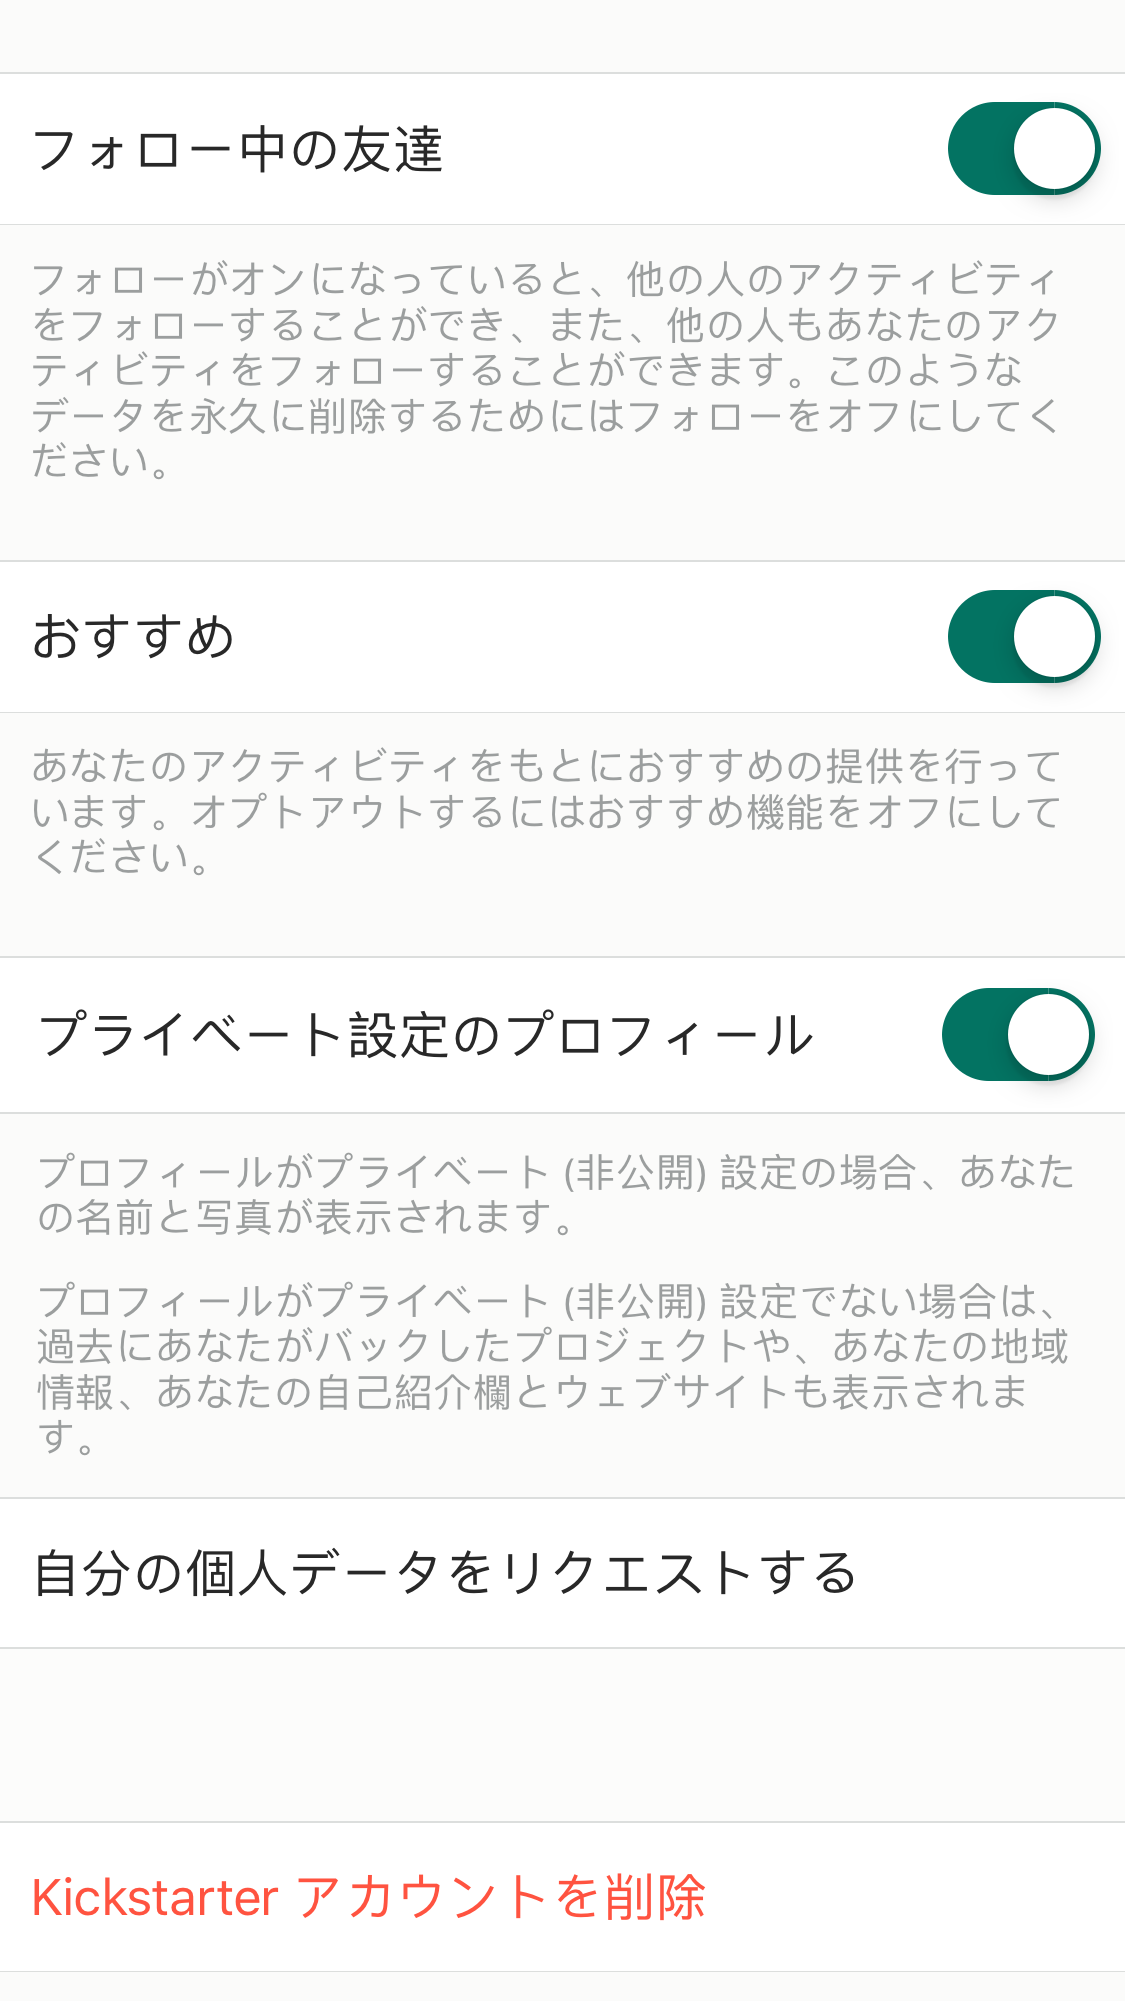 フォロー中の友達
フォローがオンになっていると、他の人のアクティビティ
をフォローすることができ、また、他の人もあなたのアク
ティビティをフォローすることができます。このような
データを永久に削除するためにはフォローをオフにしてく
ださい。
おすすめ
あなたのアクティビティをもとにおすすめの提供を行って
います。オプトアウトするにはおすすめ機能をオフにして
ください。
プライベート設定のプロフィール
プロフィールがプライベート (非公開) 設定の場合、あなた
の名前と写真が表示されます。
プロフィールがプライベート (非公開) 設定でない場合は、
過去にあなたがバックしたプロジェクトや、あなたの地域
情報、あなたの自己紹介欄とウェブサイトも表示されま
す。
自分の個人データをリクエストする
Kickstarter アカウントを削除